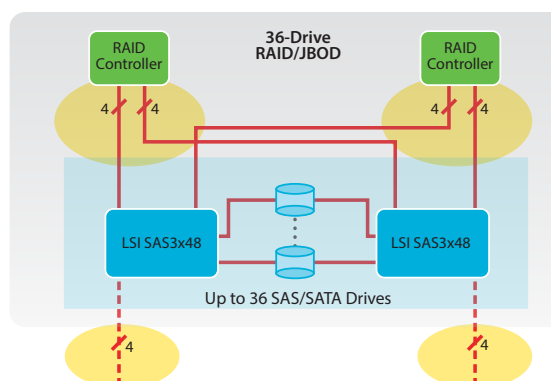 36-Drive
RAID/JBOD
RAID
Controller
RAID
Controller
4
4
4
4
LSI SAS3x48
LSI SAS3x48
Up to 36 SAS/SATA Drives
4
4